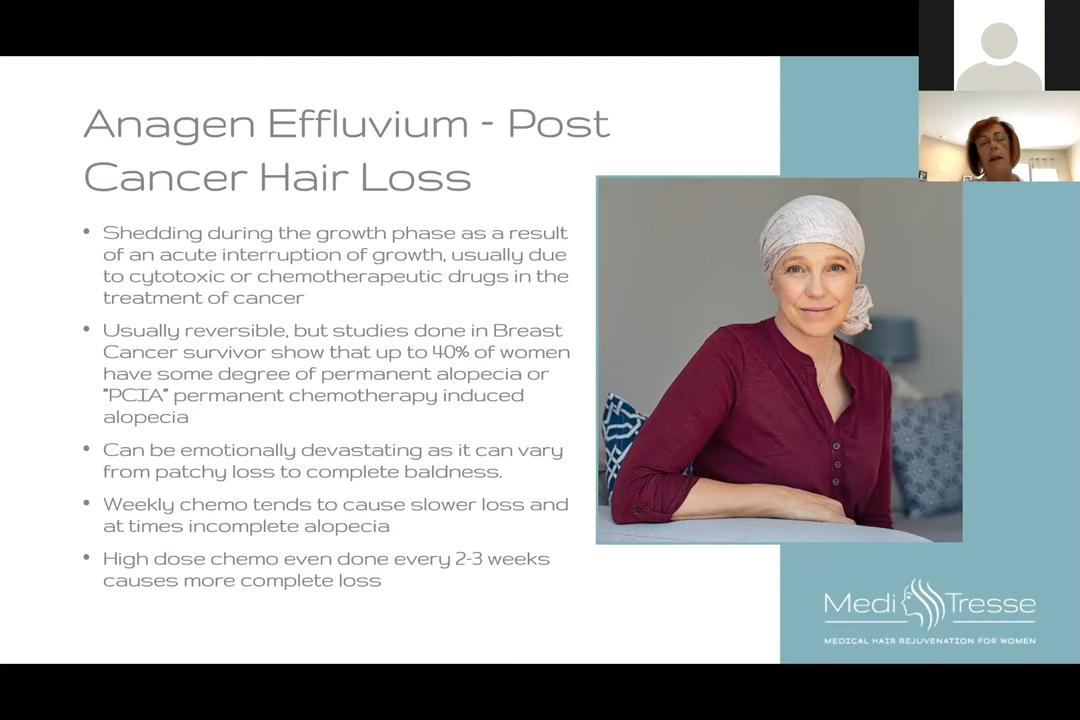 Anagen Effluvium - Post
Cancer Hair Loss
• Shedding during the growth phase as a result
of an acute interruption of growth, usually due
to cytotoxic or chemotherapeutic drugs in the
treatment of cancer
• Usually reversible, but studies done in Breast
Cancer survivor show that up to 40% of women
have some degree of permanent alopecia or
"PCIA" permanent chemotherapy induced
alopecia
• Can be emotionally devastating as it can vary
from patchy loss to complete baldness.
• Weekly chemo tends to cause slower loss and
at times incomplete alopecia
• High dose chemo even done every 2-3 weeks
causes more complete loss
Medi Tresse
MEDICAL HAIR REJUVENATION FOR WOMEN